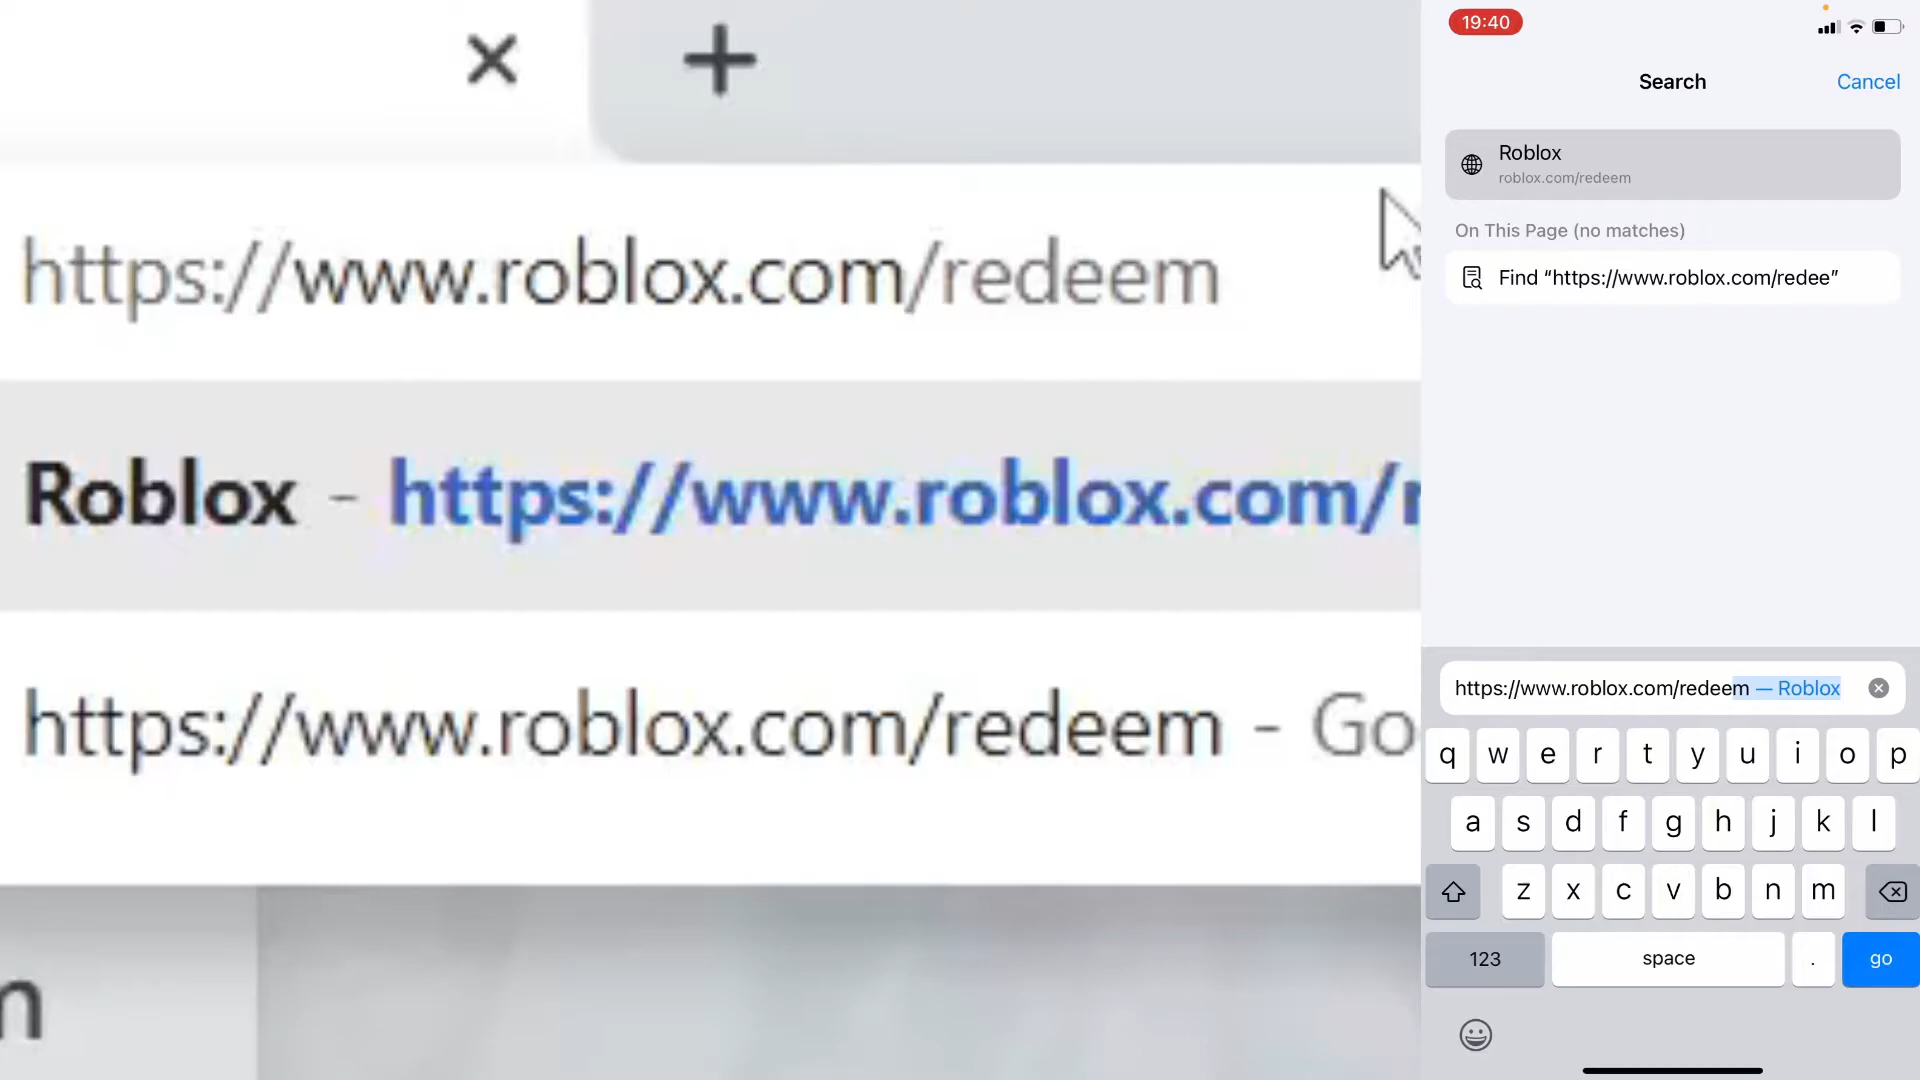 https://www.roblox.com/redeem
Roblox - https://www.roblox.com/r
https://www.roblox.com/redeem - Go
m
19:40
Search
Cancel
Roblox
roblox.com/redeem
On This Page (no matches)
Find “https://www.roblox.com/redee”
https://www.roblox.com/redeem — Roblox
q w e r t y u i o p
a s d f g h j k l
z x c v b n m
123 space . go